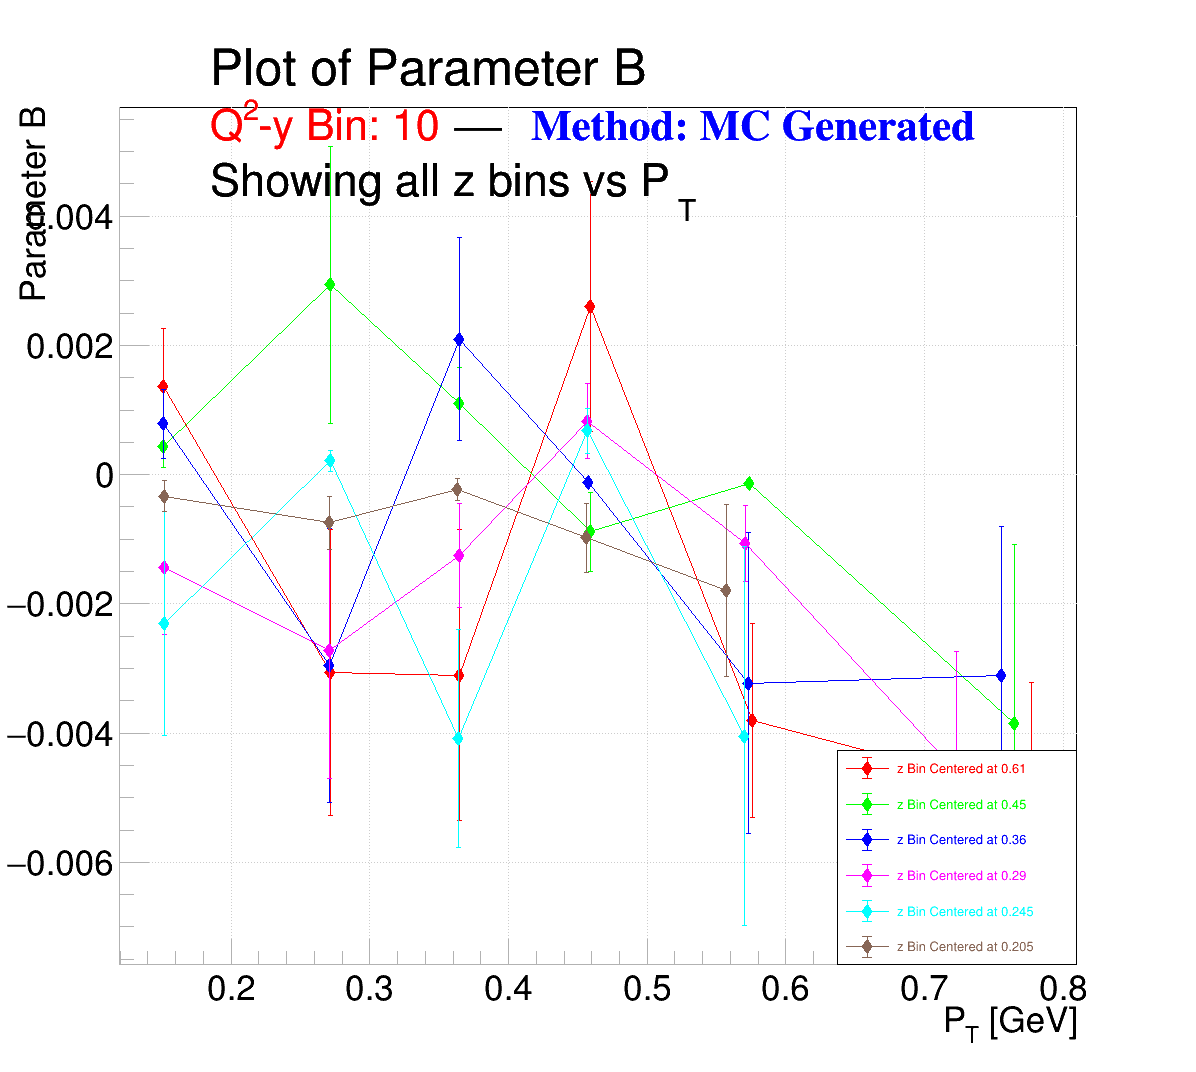 Plot of Parameter B
Q²-y Bin: 10 — Method: MC Generated
Showing all z bins vs P_T
Parameter B
0.004
0.002
0
−0.002
−0.004
−0.006
z Bin Centered at 0.61
z Bin Centered at 0.45
z Bin Centered at 0.36
z Bin Centered at 0.29
z Bin Centered at 0.245
z Bin Centered at 0.205
0.2 0.3 0.4 0.5 0.6 0.7 0.8
P_T [GeV]